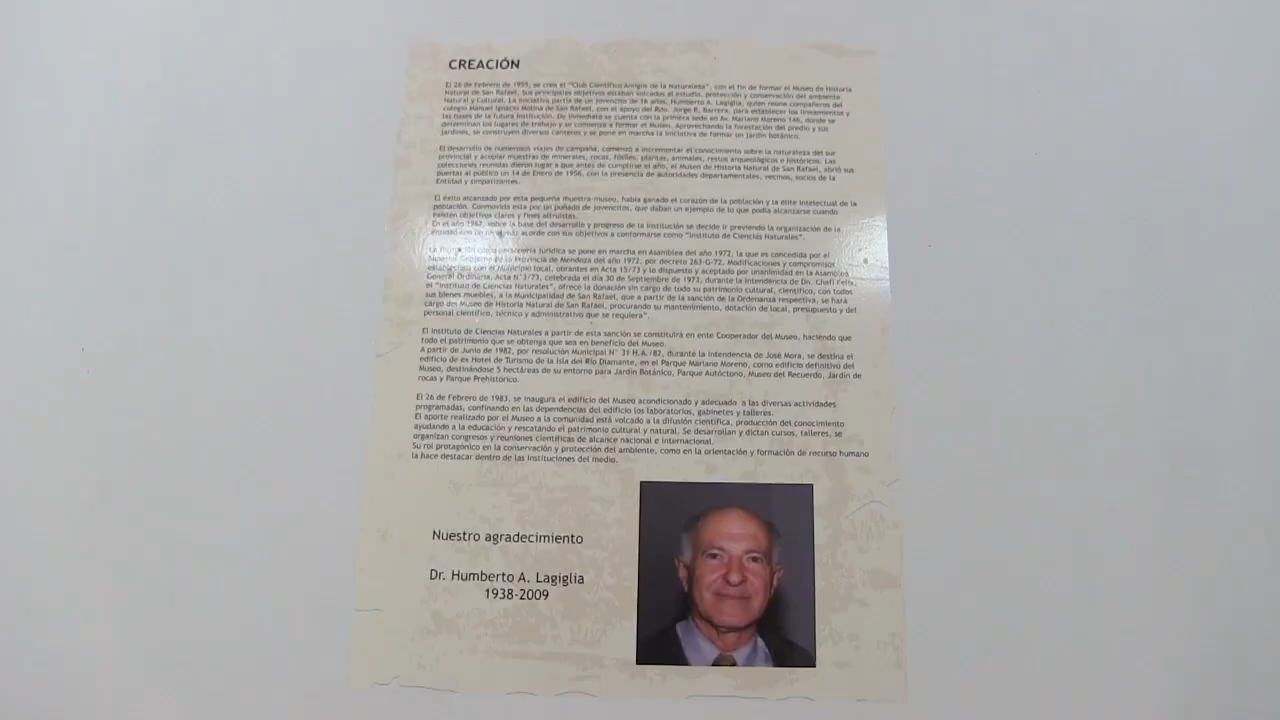 CREACIÓN
El 26 de Febrero de 1955, se crea el "Club Científico Amigos de la Naturaleza", con el fin de formar el Museo de Historia
Natural de San Rafael. Sus principales objetivos estaban volcados al estudio, protección y conservación del ambiente
Natural y Cultural. La iniciativa partía de un jovencito de 16 años, Humberto A. Lagiglia, quien reúne compañeros del
colegio Manuel Ignacio Molina de San Rafael, con el apoyo del Rdo. Jorge R. Barrera, para establecer los lineamientos y
las bases de la futura institución. De inmediato se cuenta con la primera sede en Av. Mariano Moreno 146, donde se
determinan los lugares de trabajo y se comienza a formar el Museo. Aprovechando la forestación del predio y sus
jardines, se construyen diversos canteros y se pone en marcha la iniciativa de formar un jardín botánico.
El desarrollo de numerosos viajes de campaña, comenzó a incrementar el conocimiento sobre la naturaleza del sur
provincial y acopiar muestras de minerales, rocas, fósiles, plantas, animales, restos arqueológicos e históricos. Las
colecciones reunidas dieron lugar a que antes de cumplirse el año, el Museo de Historia Natural de San Rafael, abrió sus
puertas al público un 14 de Enero de 1956, con la presencia de autoridades departamentales, vecinos, socios de la
Entidad y simpatizantes.
El éxito alcanzado por esta pequeña muestra-museo, había ganado el corazón de la población y la elite intelectual de la
población. Conmovida esta por un puñado de jovencitos, que daban un ejemplo de lo que podía alcanzarse cuando
existen objetivos claros y fines altruistas.
En el año 1967, sobre la base del desarrollo y progreso de la institución se decide ir previendo la organización de la
entidad con un más acorde con sus objetivos a conformarse como "Instituto de Ciencias Naturales".
La como personería jurídica se pone en marcha en Asamblea del año 1972, la que es concedida por el
Superior Gobierno de la Provincia de Mendoza del año 1972, por decreto 263-G-72. Modificaciones y compromisos
establecidos con el Municipio local, obrantes en Acta 15/73 y lo dispuesto y aceptado por unanimidad en la Asamblea
General Ordinaria, Acta N°3/73, celebrada el día 30 de Septiembre de 1973, durante la Intendencia de Dn. Chafí Felix,
el "Instituto de Ciencias Naturales", ofrece la donación sin cargo de todo su patrimonio cultural, científico, con todos
sus bienes muebles, a la Municipalidad de San Rafael, que a partir de la sanción de la Ordenanza respectiva, se hará
cargo del Museo de Historia Natural de San Rafael, procurando su mantenimiento, dotación de local, presupuesto y del
personal científico, técnico y administrativo que se requiera".
El Instituto de Ciencias Naturales a partir de esta sanción se constituirá en ente Cooperador del Museo, haciendo que
todo el patrimonio que se obtenga que sea en beneficio del Museo.
A partir de Junio de 1982, por resolución Municipal N° 31 H.A./82, durante la intendencia de José Mora, se destina el
edificio de ex Hotel de Turismo de la Isla del Río Diamante, en el Parque Mariano Moreno, como edificio definitivo del
Museo, destinándose 5 hectáreas de su entorno para Jardín Botánico, Parque Autóctono, Museo del Recuerdo, Jardín de
rocas y Parque Prehistórico.
El 26 de Febrero de 1983, se inaugura el edificio del Museo acondicionado y adecuado a las diversas actividades
programadas, confinando en las dependencias del edificio los laboratorios, gabinetes y talleres.
El aporte realizado por el Museo a la comunidad está volcado a la difusión científica, producción del conocimiento
ayudando a la educación y rescatando el patrimonio cultural y natural. Se desarrollan y dictan cursos, talleres, se
organizan congresos y reuniones científicas de alcance nacional e internacional.
Su rol protagónico en la conservación y protección del ambiente, como en la orientación y formación de recurso humano
la hace destacar dentro de las instituciones del medio.
Nuestro agradecimiento
Dr. Humberto A. Lagiglia
1938-2009